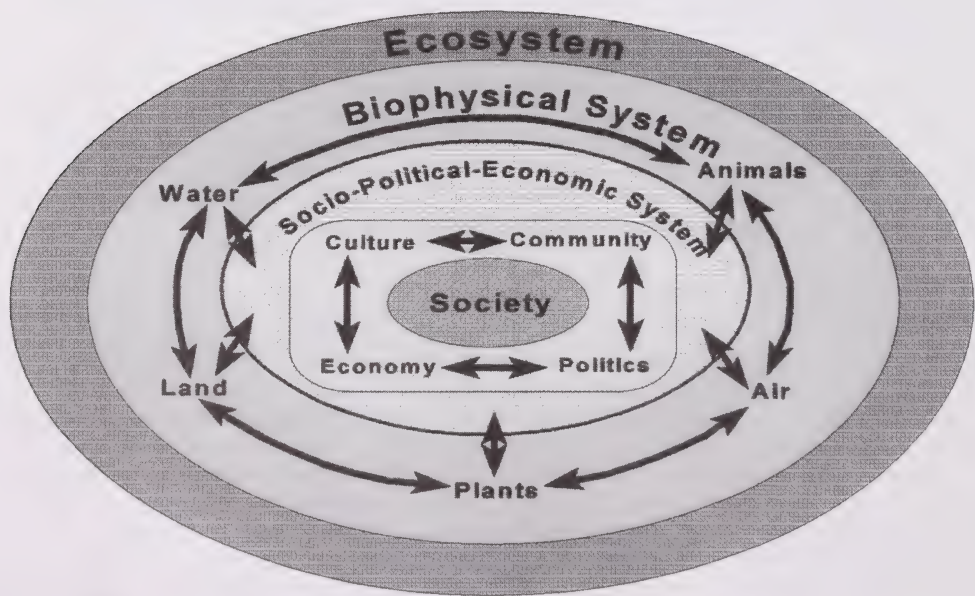 Ecosystem
Biophysical System
Water
Animals
Socio-Political-Economic System
Culture
Community
Society
Economy
Politics
Land
Air
Plants